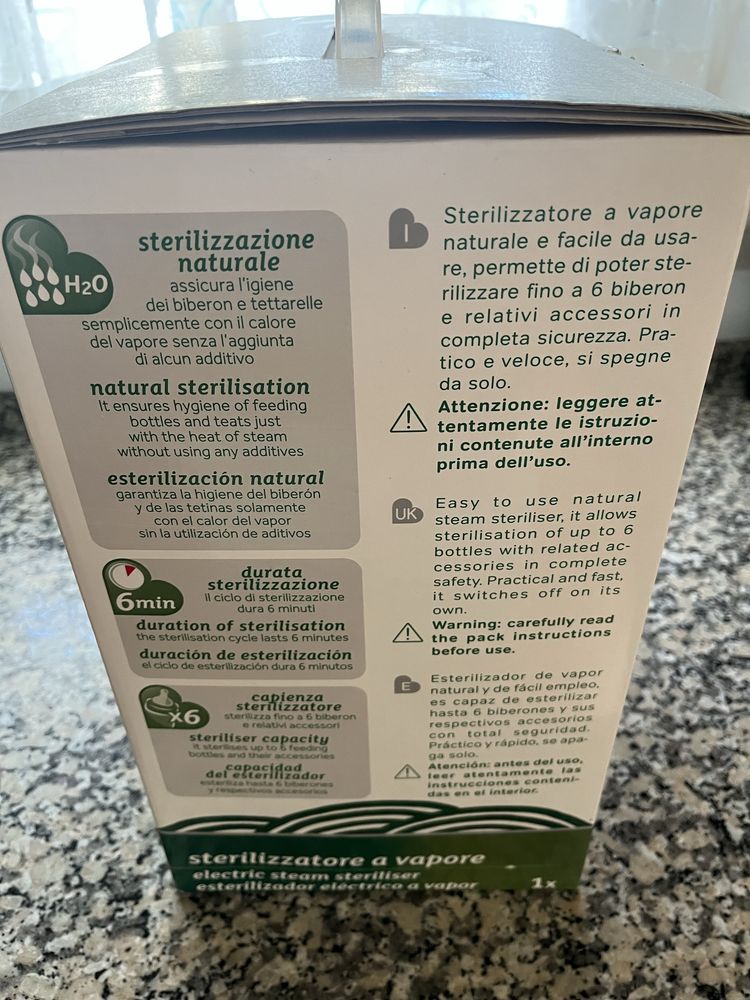 H2O
sterilizzazione
naturale
assicura l'igiene
dei biberon e tettarelle
semplicemente con il calore
del vapore senza l'aggiunta
di alcun additivo
natural sterilisation
It ensures hygiene of feeding
bottles and teats just
with the heat of steam
without using any additives
esterilización natural
garantiza la higiene del biberón
y de las tetinas solamente
con el calor del vapor
sin la utilización de aditivos
6min
durata
sterilizzazione
il ciclo di sterilizzazione
dura 6 minuti
duration of sterilisation
the sterilisation cycle lasts 6 minutes
duración de esterilización
el ciclo de esterilización dura 6 minutos
x6
capienza
sterilizzatore
sterilizza fino a 6 biberon
e relativi accessori
steriliser capacity
it sterilises up to 6 feeding
bottles and their accessories
capacidad
del esterilizador
esteriliza hasta 6 biberones
y respectivos accesorios
I
Sterilizzatore a vapore
naturale e facile da usa-
re, permette di poter ste-
rilizzare fino a 6 biberon
e relativi accessori in
completa sicurezza. Pra-
tico e veloce, si spegne
da solo.
Attenzione: leggere at-
tentamente le istruzio-
ni contenute all'interno
prima dell'uso.
UK
Easy to use natural
steam steriliser, it allows
sterilisation of up to 6
bottles with related ac-
cessories in complete
safety. Practical and fast,
it switches off on its
own.
Warning: carefully read
the pack instructions
before use.
E
Esterilizador de vapor
natural y de fácil empleo,
es capaz de esterilizar
hasta 6 biberones y sus
respectivos accesorios
con total seguridad.
Práctico y rápido, se apa-
ga solo.
Atención: antes del uso,
leer atentamente las
instrucciones conteni-
das en el interior.
sterilizzatore a vapore
electric steam steriliser
esterilizador eléctrico a vapor
1x